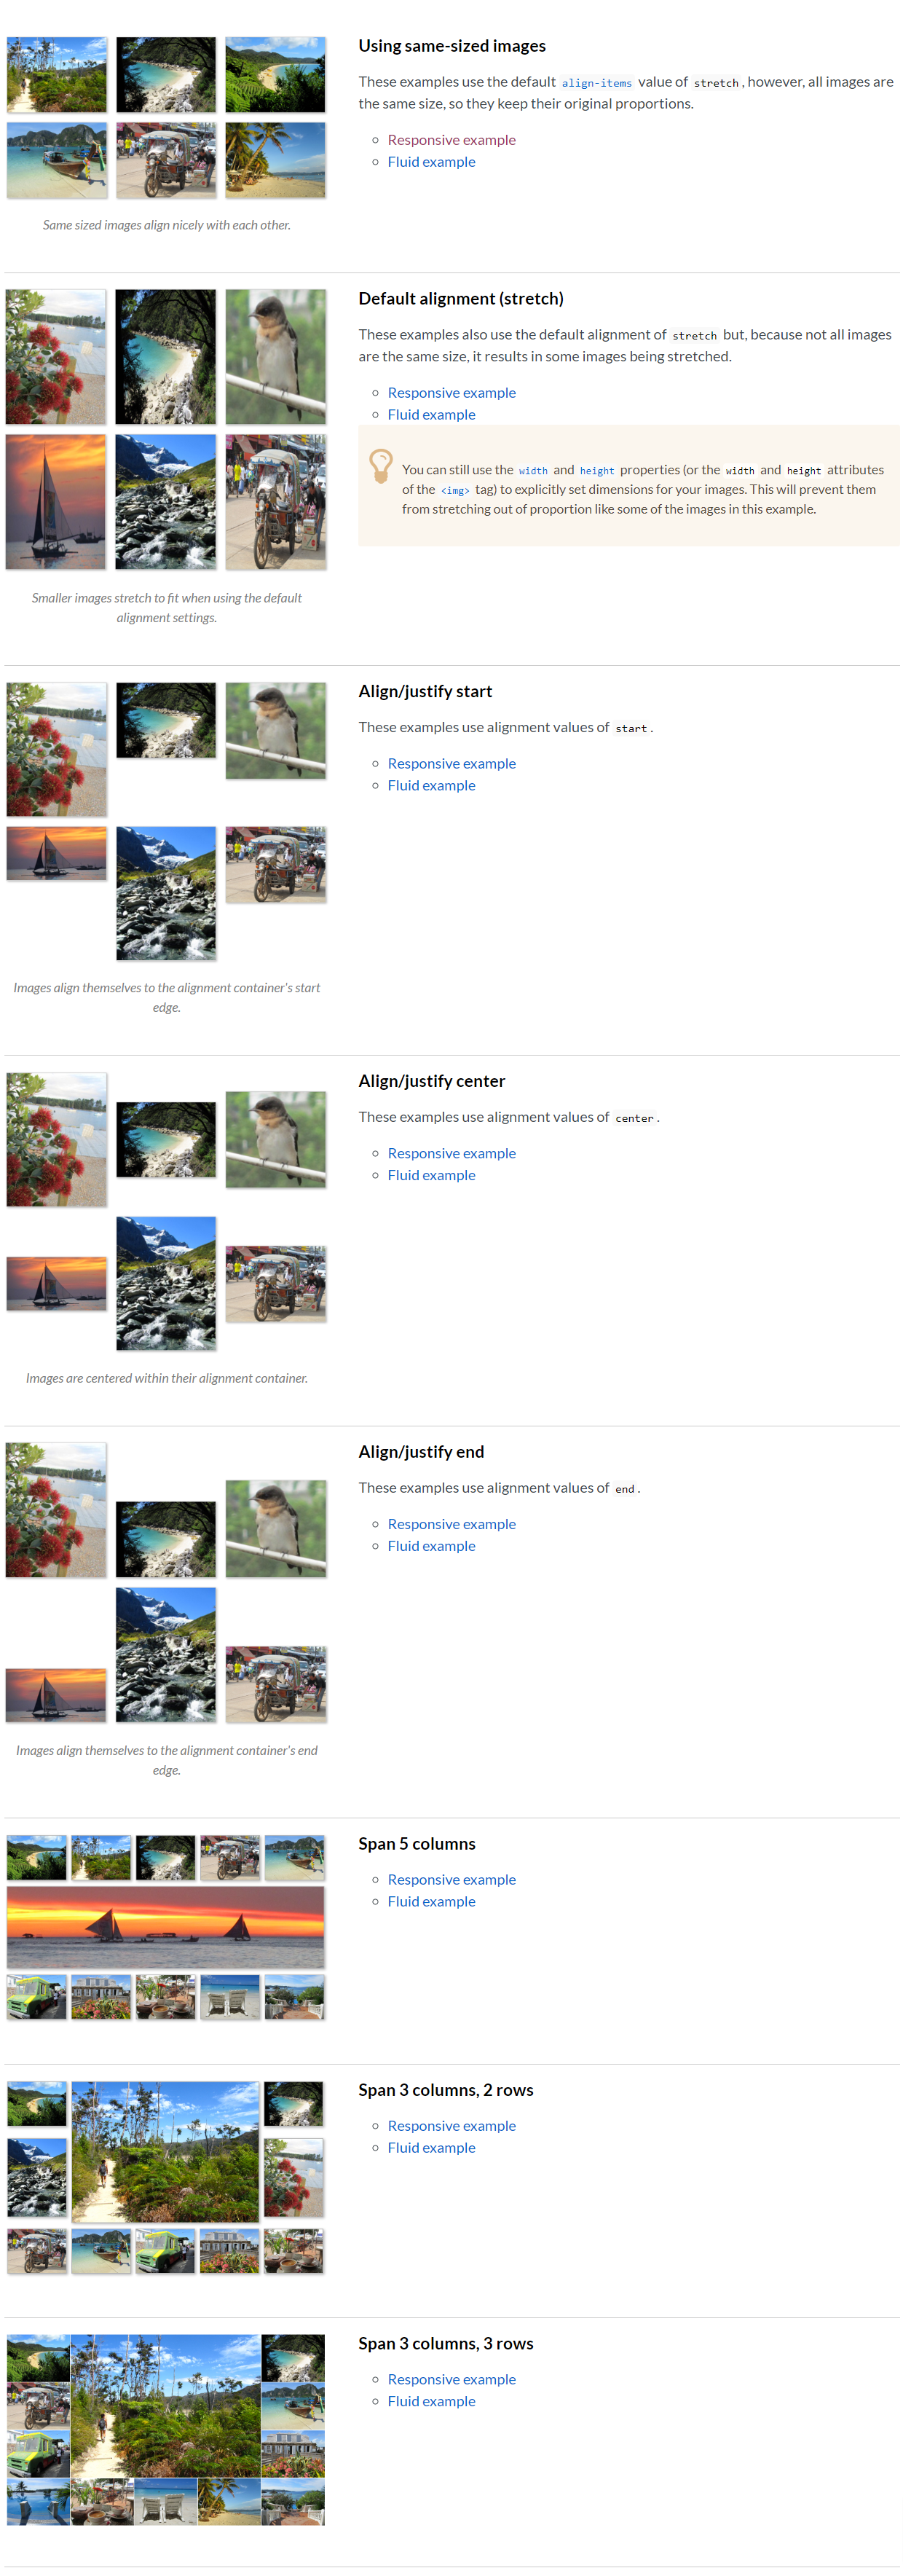 Using same-sized images
These examples use the default align-items value of stretch, however, all images are
the same size, so they keep their original proportions.
Responsive example
Fluid example
Same sized images align nicely with each other.
Default alignment (stretch)
These examples also use the default alignment of stretch but, because not all images
are the same size, it results in some images being stretched.
Responsive example
Fluid example
You can still use the width and height properties (or the width and height attributes
of the <img> tag) to explicitly set dimensions for your images. This will prevent them
from stretching out of proportion like some of the images in this example.
Smaller images stretch to fit when using the default
alignment settings.
Align/justify start
These examples use alignment values of start.
Responsive example
Fluid example
Images align themselves to the alignment container's start
edge.
Align/justify center
These examples use alignment values of center.
Responsive example
Fluid example
Images are centered within their alignment container.
Align/justify end
These examples use alignment values of end.
Responsive example
Fluid example
Images align themselves to the alignment container's end
edge.
Span 5 columns
Responsive example
Fluid example
Span 3 columns, 2 rows
Responsive example
Fluid example
Span 3 columns, 3 rows
Responsive example
Fluid example